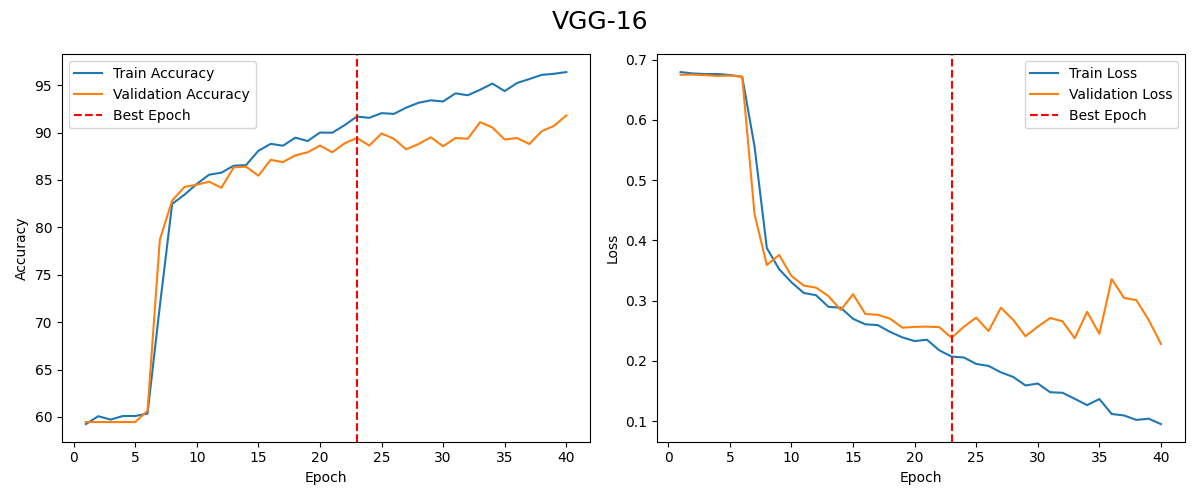 VGG-16
Train Accuracy
Validation Accuracy
Best Epoch
95
90
85
80
75
70
65
60
Accuracy
0 5 10 15 20 25 30 35 40
Epoch
Train Loss
Validation Loss
Best Epoch
0.7
0.6
0.5
0.4
0.3
0.2
0.1
Loss
0 5 10 15 20 25 30 35 40
Epoch